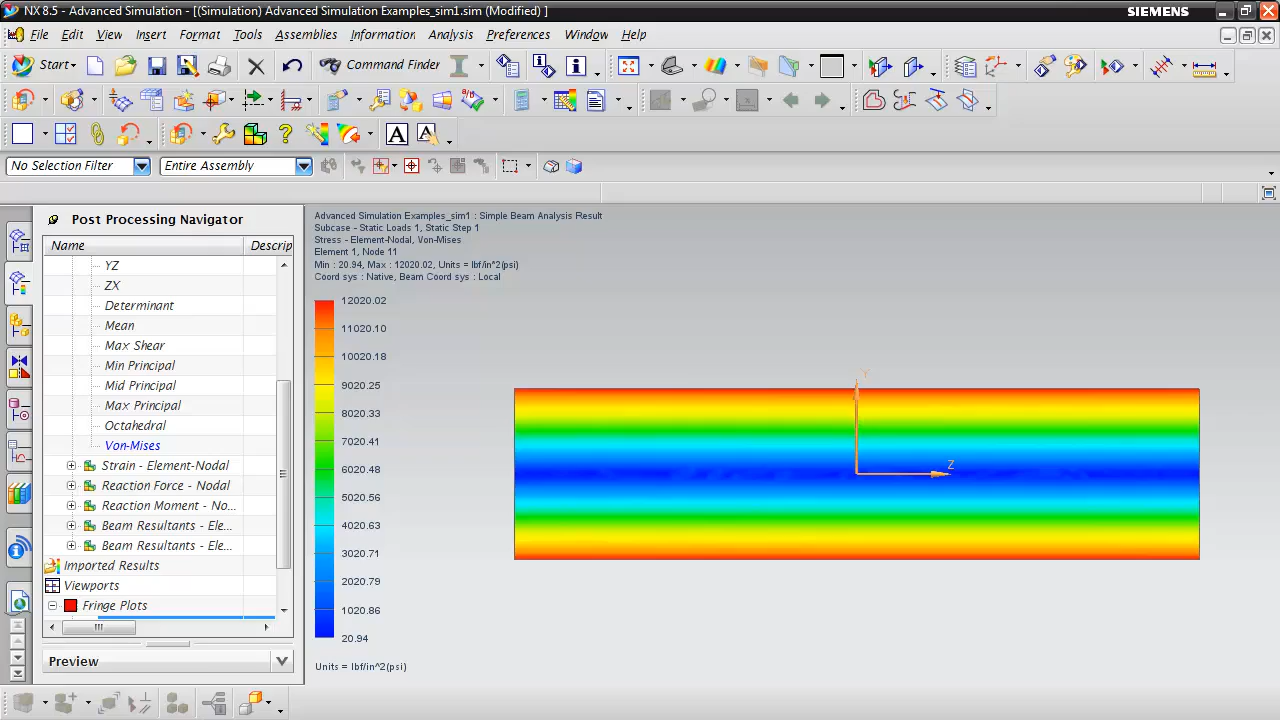 NX 8.5 - Advanced Simulation - [(Simulation) Advanced Simulation Examples_sim1.sim (Modified) ]
SIEMENS
File Edit View Insert Format Tools Assemblies Information Analysis Preferences Window Help
Start Command Finder
No Selection Filter Entire Assembly
Post Processing Navigator
Name Descrip
YZ
ZX
Determinant
Mean
Max Shear
Min Principal
Mid Principal
Max Principal
Octahedral
Von-Mises
Strain - Element-Nodal
Reaction Force - Nodal
Reaction Moment - No...
Beam Resultants - Ele...
Beam Resultants - Ele...
Imported Results
Viewports
Fringe Plots
Preview
Advanced Simulation Examples_sim1 : Simple Beam Analysis Result
Subcase - Static Loads 1, Static Step 1
Stress - Element-Nodal, Von-Mises
Element 1, Node 11
Min : 20.94, Max : 12020.02, Units = lbf/in^2(psi)
Coord sys : Native, Beam Coord sys : Local
12020.02
11020.10
10020.18
9020.25
8020.33
7020.41
6020.48
5020.56
4020.63
3020.71
2020.79
1020.86
20.94
Units = lbf/in^2(psi)
Y
Z